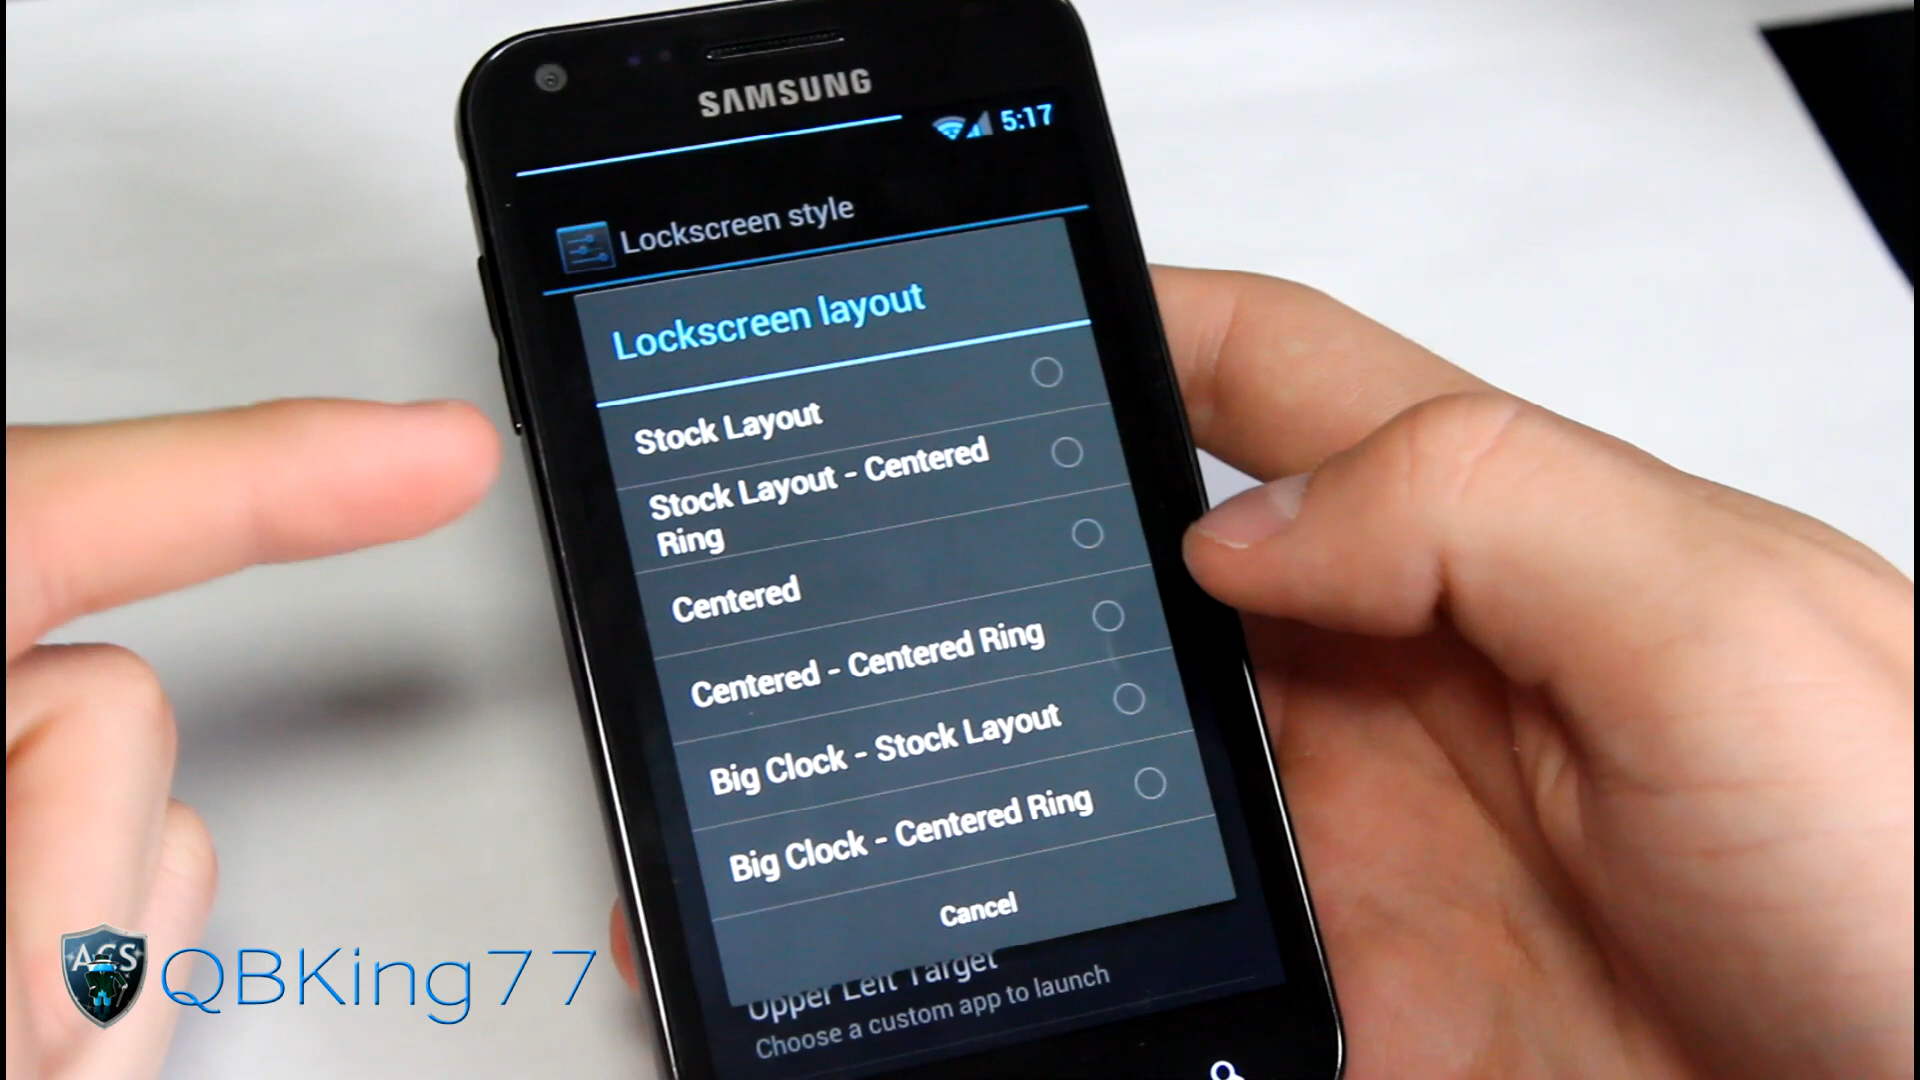 SAMSUNG
5:17
Lockscreen style
Lockscreen layout
Stock Layout
Stock Layout - Centered
Ring
Centered
Centered - Centered Ring
Big Clock - Stock Layout
Big Clock - Centered Ring
Cancel
Upper Left Target
Choose a custom app to launch
ACS
QBKing77